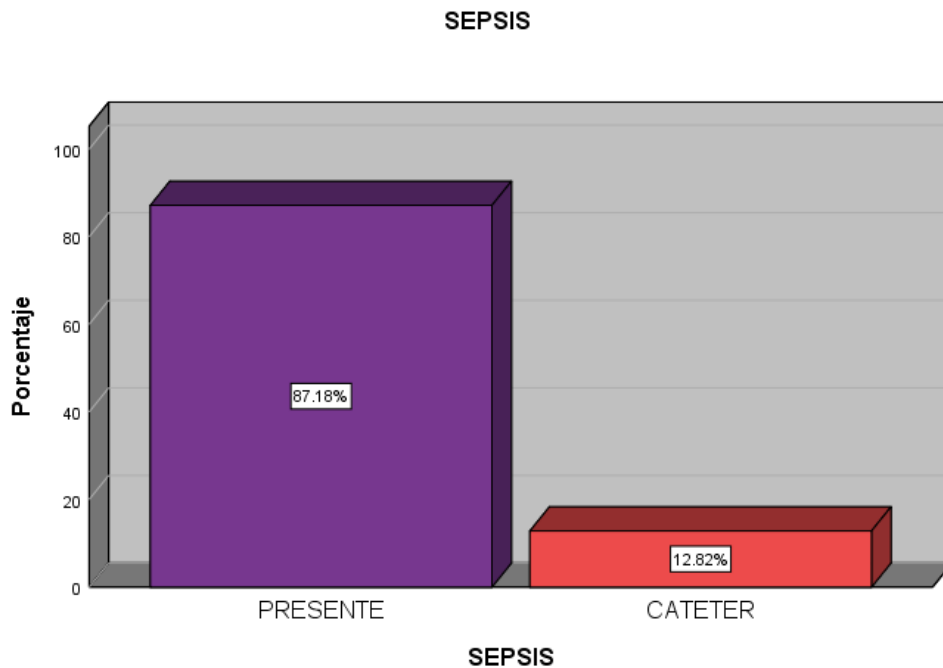 SEPSIS
100
80
60
40
20
0
Porcentaje
87.18%
12.82%
PRESENTE
CATETER
SEPSIS